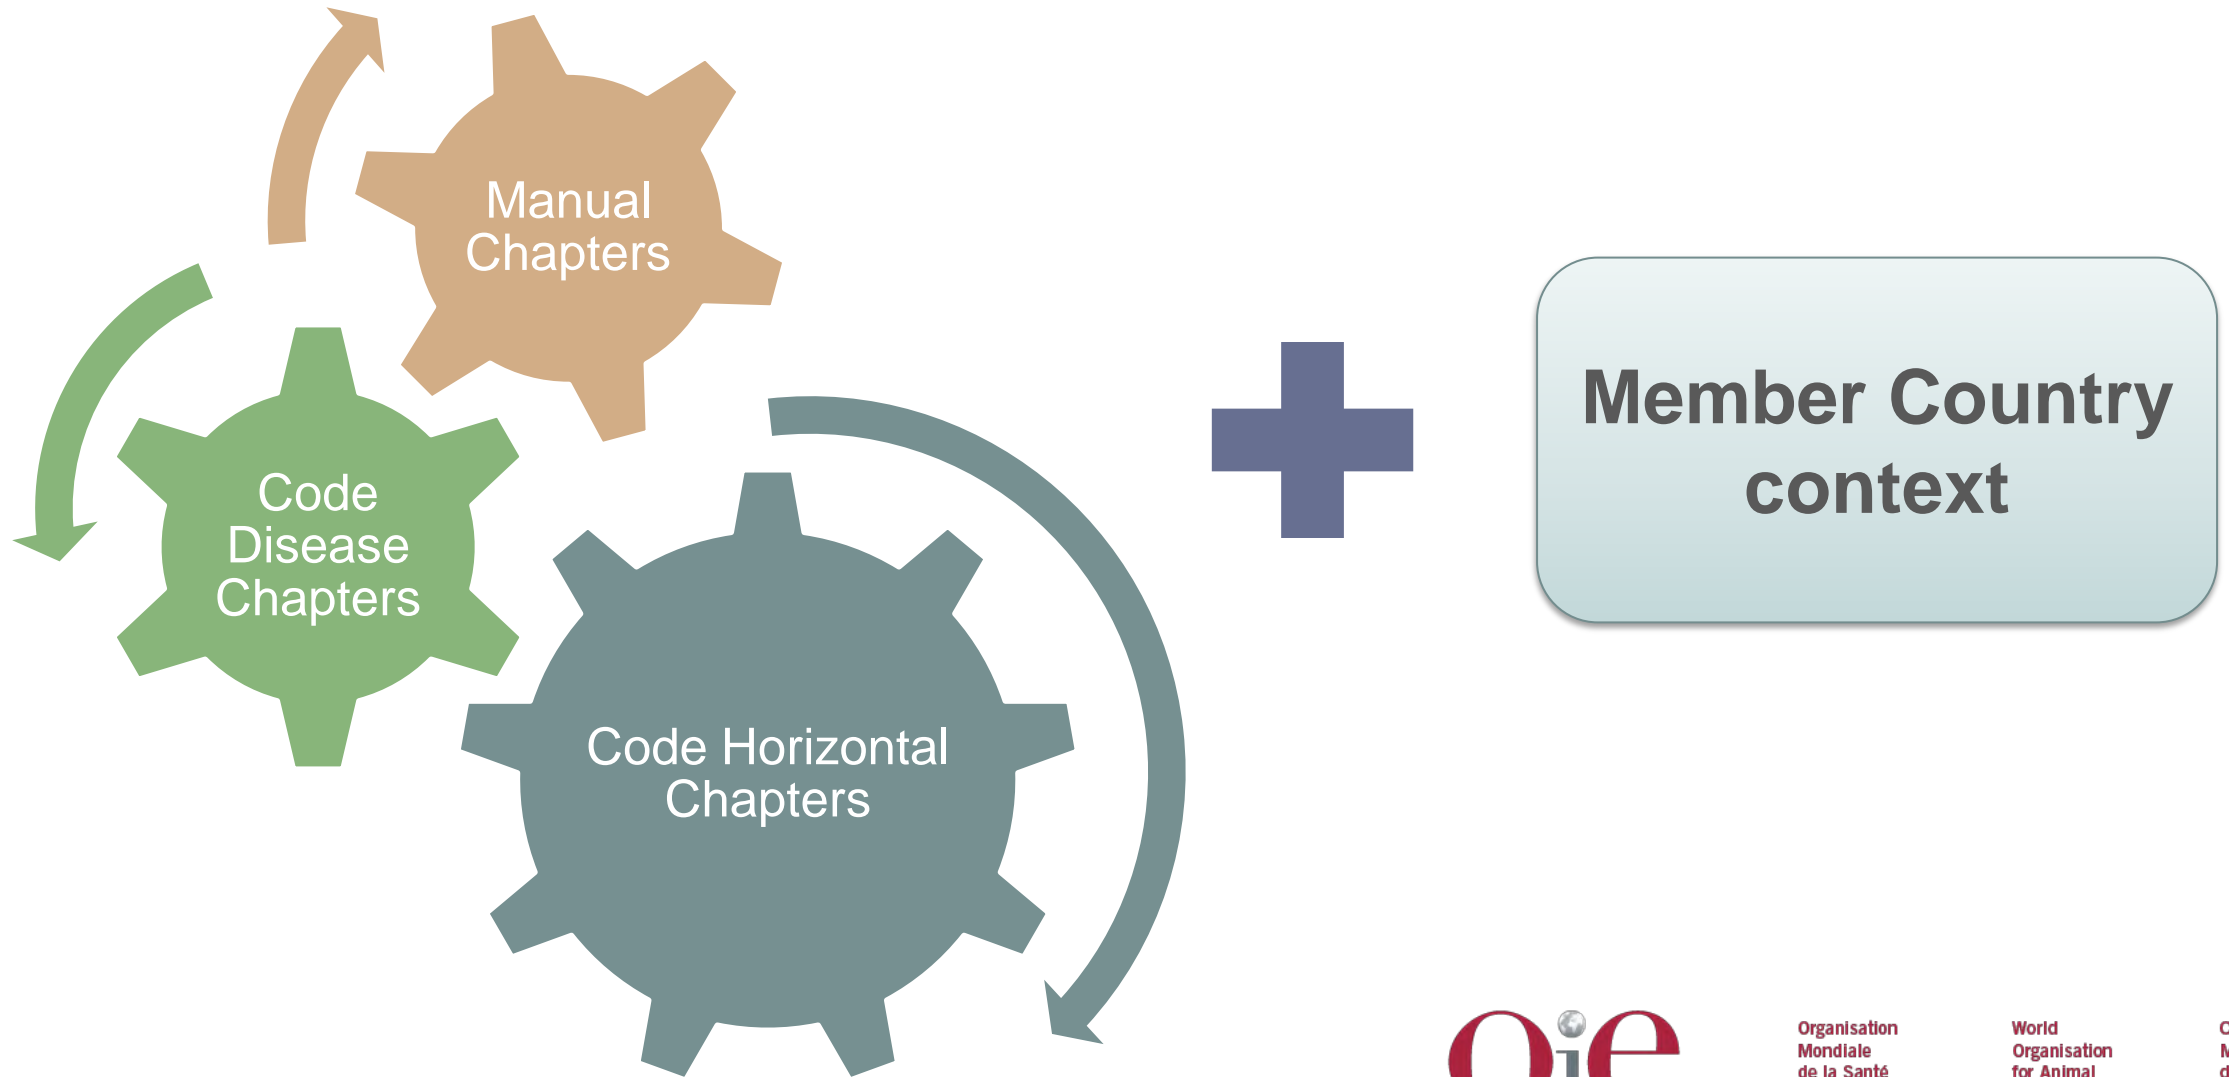 Manual
Chapters
Code
Disease
Chapters
Code Horizontal
Chapters
Member Country
context
oie
Organisation
Mondiale
de la Santé
World
Organisation
for Animal